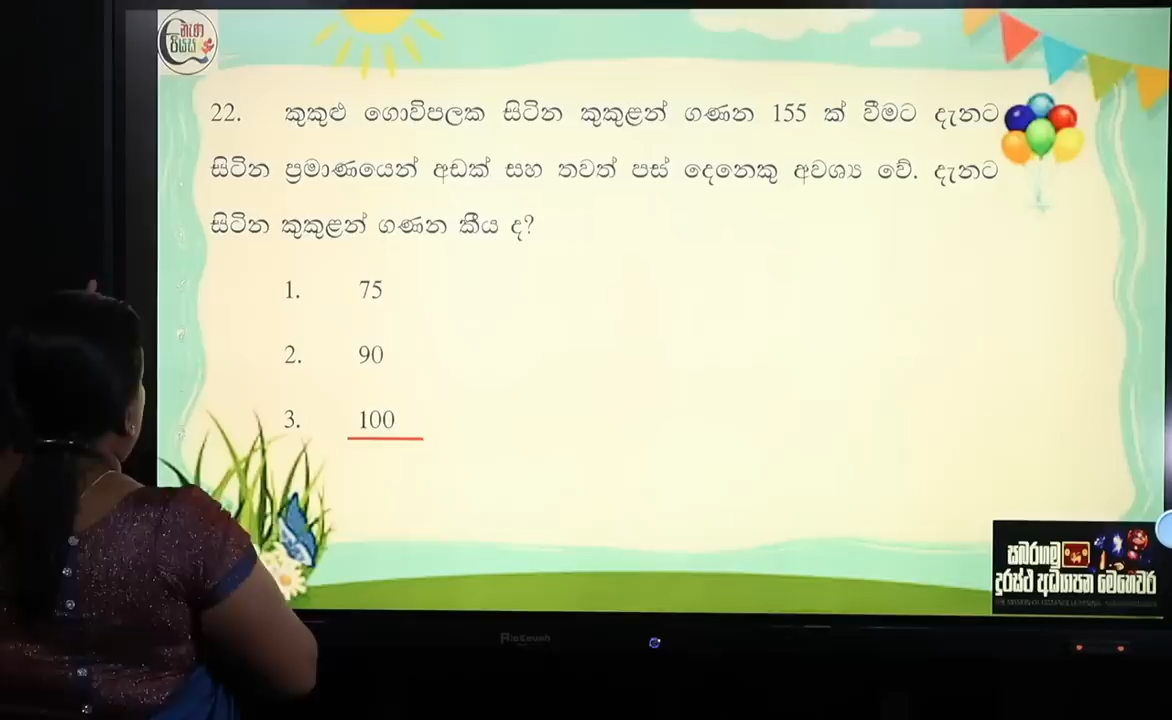 නැණ
පියස
22. කුකුළු ගොවිපලක සිටින කුකුළන් ගණන 155 ක් වීමට දැනට
සිටින ප්‍රමාණයෙන් අඩක් සහ තවත් පස් දෙනෙකු අවශ්‍ය වේ. දැනට
සිටින කුකුළන් ගණන කීය ද?
1. 75
2. 90
3. 100
සබරගමු
දුරස්ථ අධ්‍යාපන මෙහෙවර